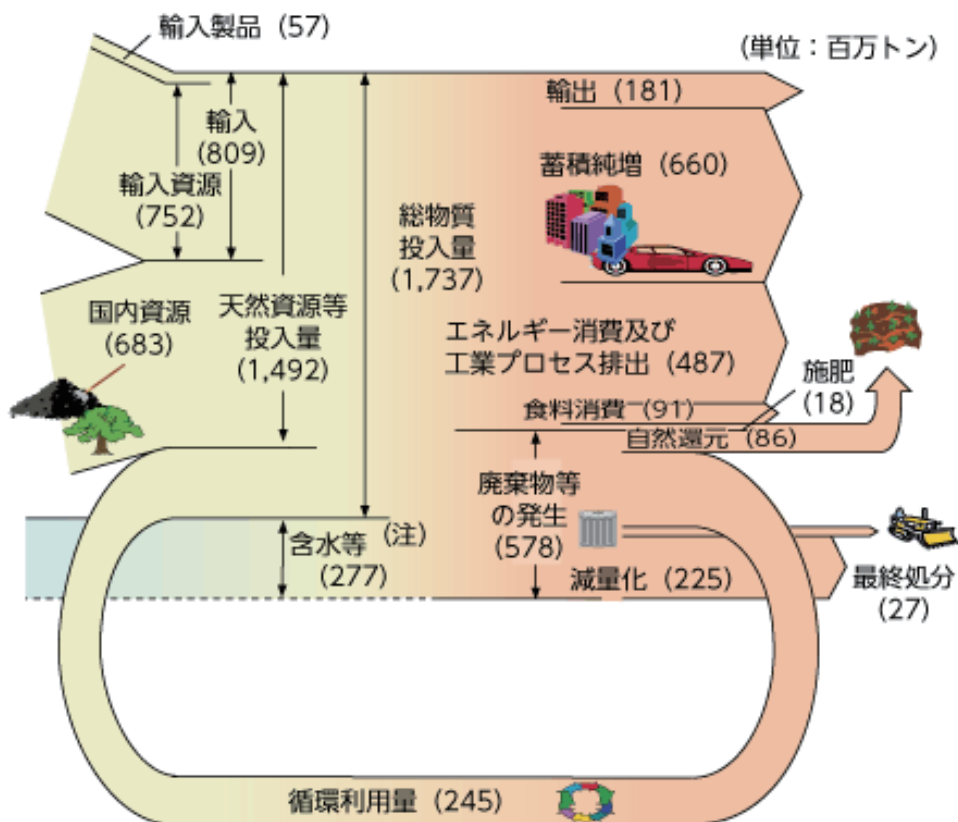 輸入製品（57）
（単位：百万トン）
輸出（181）
輸入
（809）
蓄積純増（660）
輸入資源
（752）
総物質
投入量
（1,737）
国内資源
（683）
天然資源等
投入量
（1,492）
エネルギー消費及び
工業プロセス排出（487）
施肥
（18）
食料消費（91）
自然還元（86）
廃棄物等
の発生
（578）
含水等（注）
（277）
減量化（225）
最終処分
（27）
循環利用量（245）